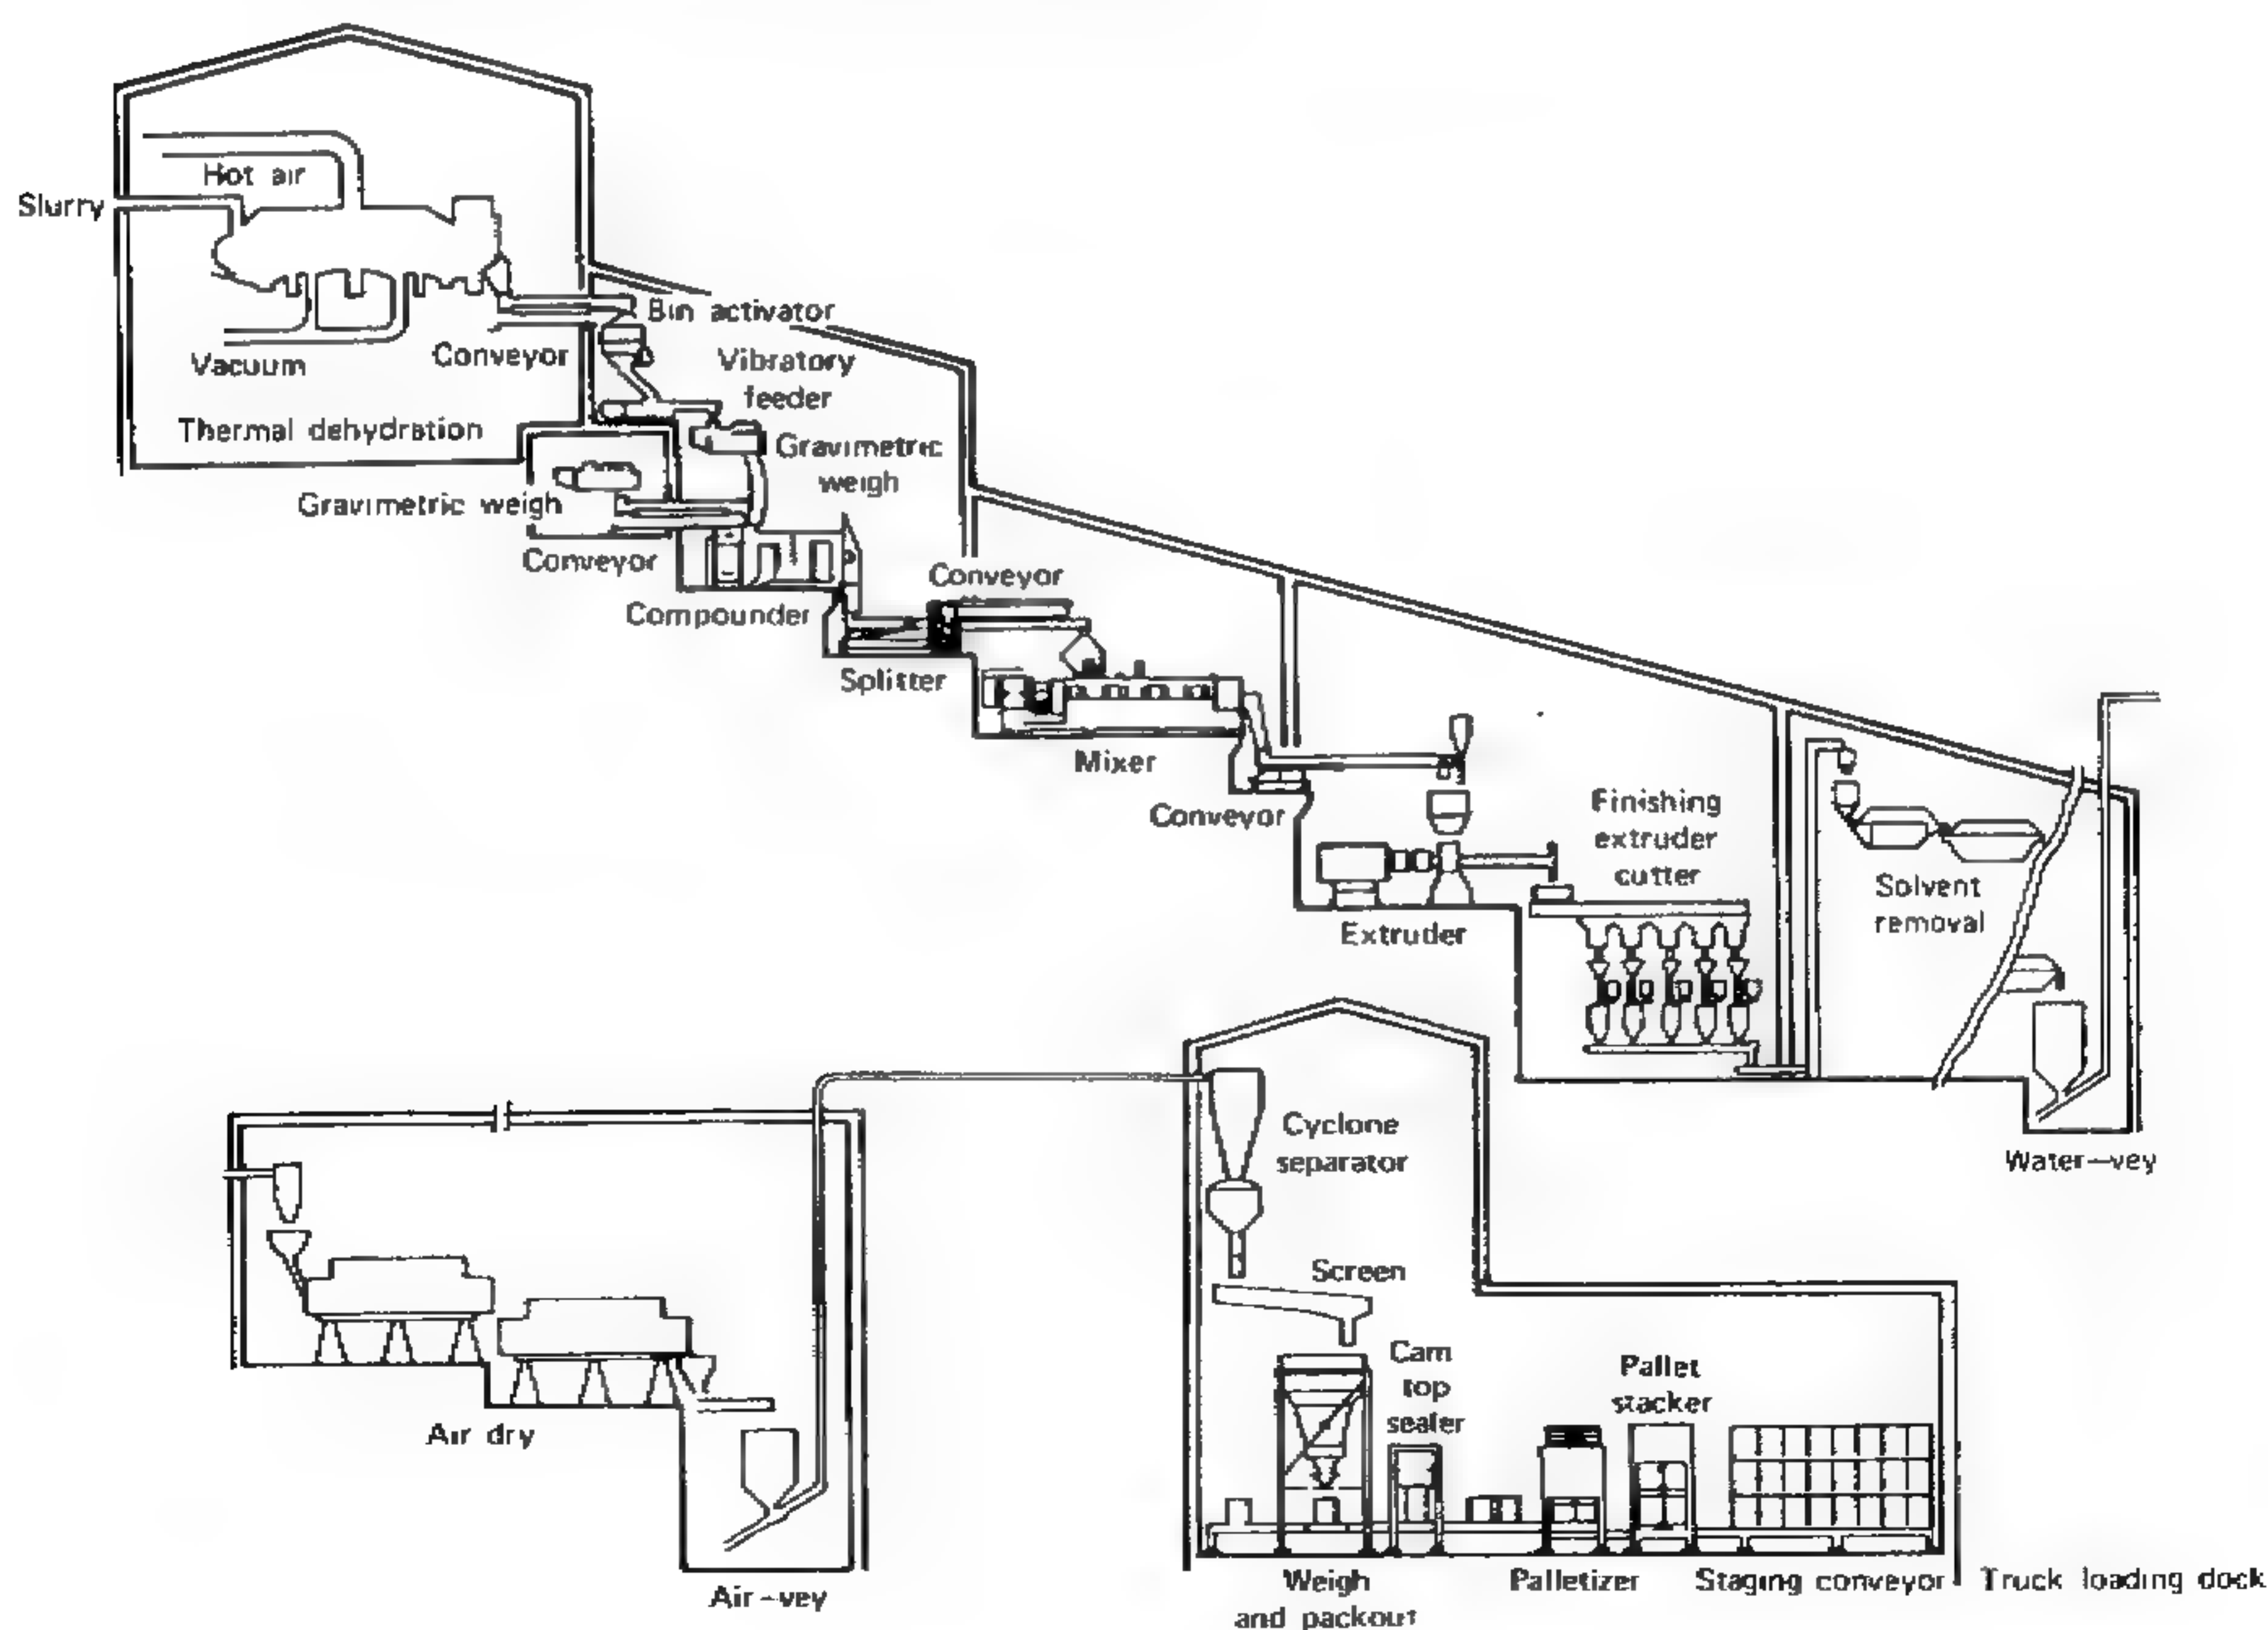 Hot air
Slurry
Bin activator
Vacuum
Conveyor
Vibratory
feeder
Thermal dehydration
Gravimetric
weigh
Gravimetric weigh
Conveyor
Conveyor
Compounder
Splitter
Mixer
Conveyor
Finishing
extruder
cutter
Solvent
removal
Extruder
Cyclone
separator
Water-vey
Screen
Cam
top
sealer
Pallet
stacker
Air dry
Air-vey
Weigh
and packout
Palletizer
Staging conveyor
Truck loading dock